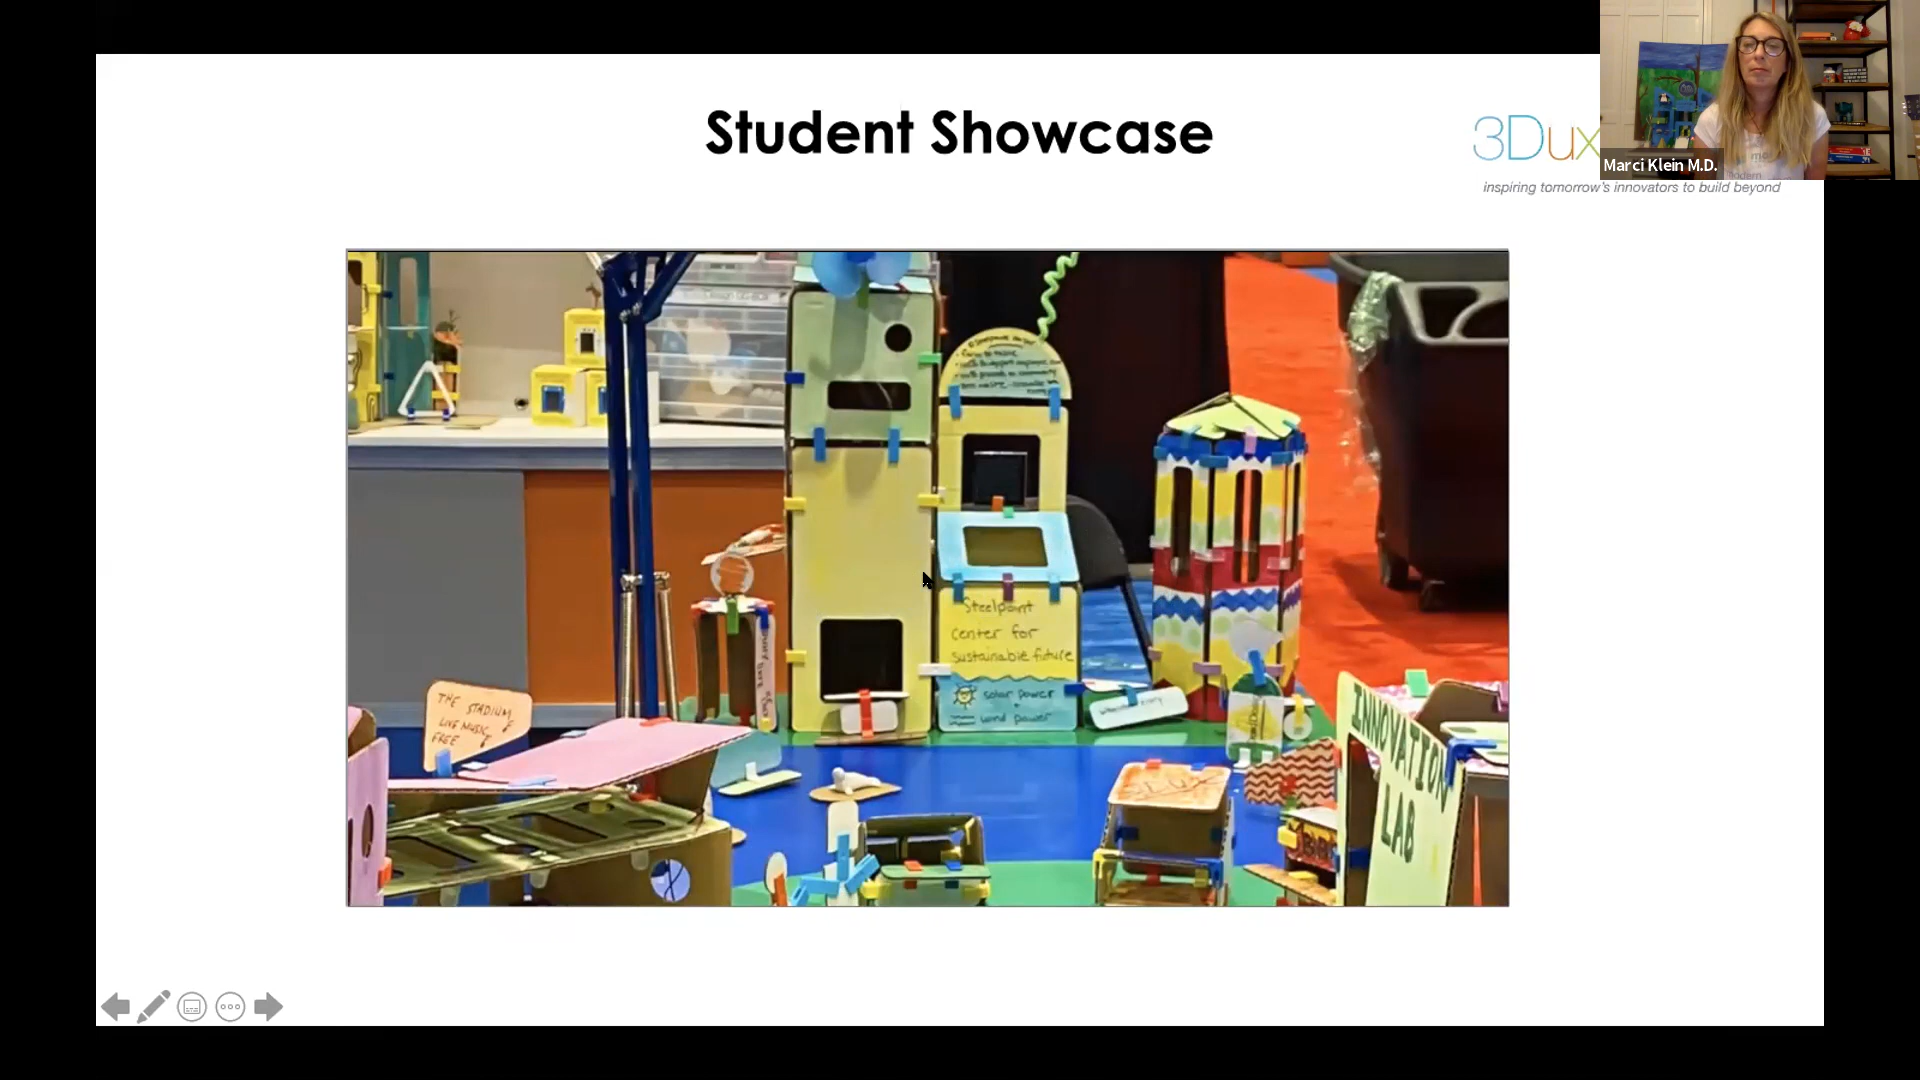 Student Showcase
3Dux
Marci Klein M.D.
inspiring tomorrow's innovators to build beyond
Steelpoint
center for
sustainable future
solar power
+
wind power
THE STADIUM
LIVE MUSIC
FREE
INNOVATION
LAB